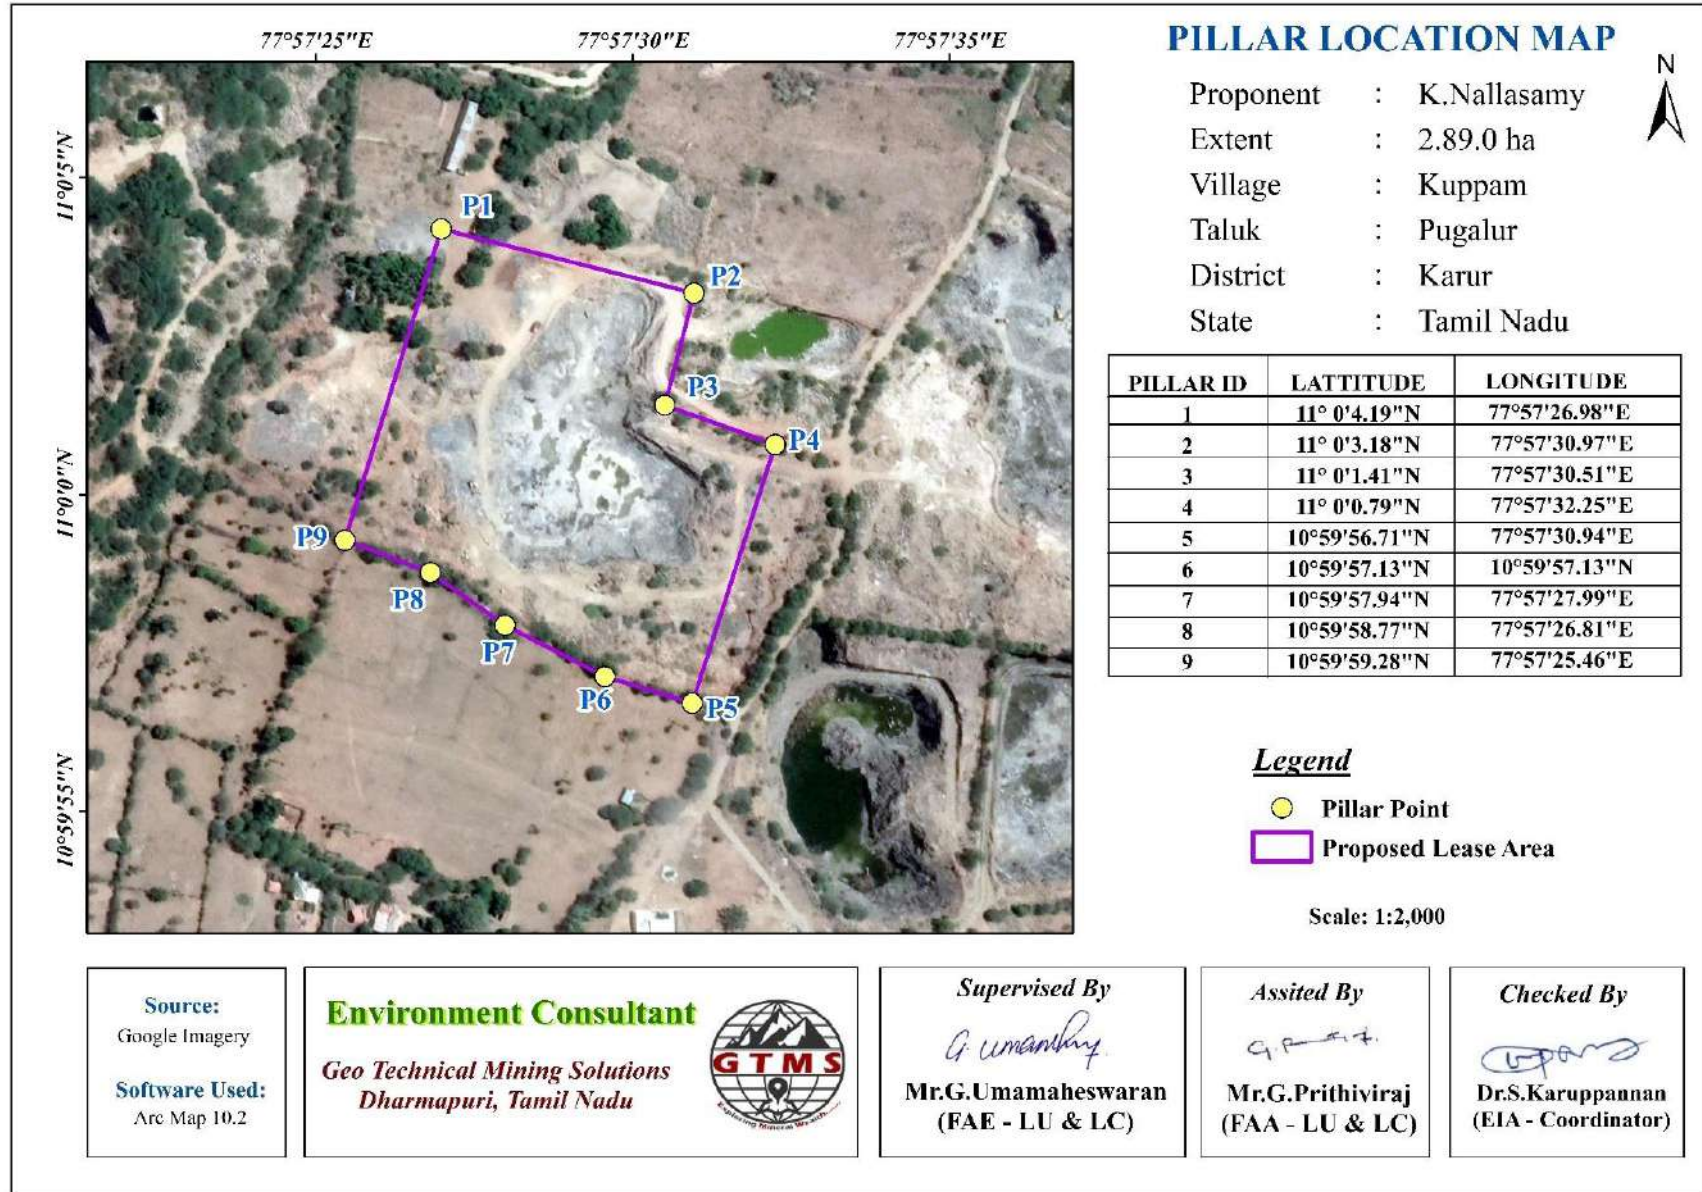 PILLAR LOCATION MAP
N
Proponent : K.Nallasamy
Extent : 2.89.0 ha
Village : Kuppam
Taluk : Pugalur
District : Karur
State : Tamil Nadu
77°57'25"E 77°57'30"E 77°57'35"E
11°0'5"N
11°0'0"N
10°59'55"N
P1
P2
P3
P4
P9
P8
P7
P6
P5
PILLAR ID LATTITUDE LONGITUDE
1 11° 0'4.19"N 77°57'26.98"E
2 11° 0'3.18"N 77°57'30.97"E
3 11° 0'1.41"N 77°57'30.51"E
4 11° 0'0.79"N 77°57'32.25"E
5 10°59'56.71"N 77°57'30.94"E
6 10°59'57.13"N 10°59'57.13"N
7 10°59'57.94"N 77°57'27.99"E
8 10°59'58.77"N 77°57'26.81"E
9 10°59'59.28"N 77°57'25.46"E
Legend
Pillar Point
Proposed Lease Area
Scale: 1:2,000
Source:
Google Imagery
Software Used:
Arc Map 10.2
Environment Consultant
Geo Technical Mining Solutions
Dharmapuri, Tamil Nadu
GTMS
Exploring Mineral Wealth
Supervised By
Mr.G.Umamaheswaran
(FAE - LU & LC)
Assited By
Mr.G.Prithiviraj
(FAA - LU & LC)
Checked By
Dr.S.Karuppannan
(EIA - Coordinator)